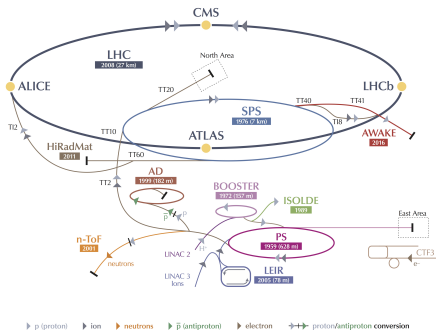 CMS
LHC
2008 (27 km)
North Area
ALICE
LHCb
TT20
TT40
TT41
SPS
1976 (7 km)
TI8
TI2
TT10
AWAKE
2016
ATLAS
HiRadMat
2011
TT60
AD
1999 (182 m)
TT2
BOOSTER
1972 (157 m)
ISOLDE
1989
p
p̅
East Area
n-ToF
2001
H⁻
PS
1959 (628 m)
LINAC 2
CTF3
neutrons
e⁻
LINAC 3
Ions
LEIR
2005 (78 m)
p (proton)
ion
neutrons
p̅ (antiproton)
electron
proton/antiproton conversion